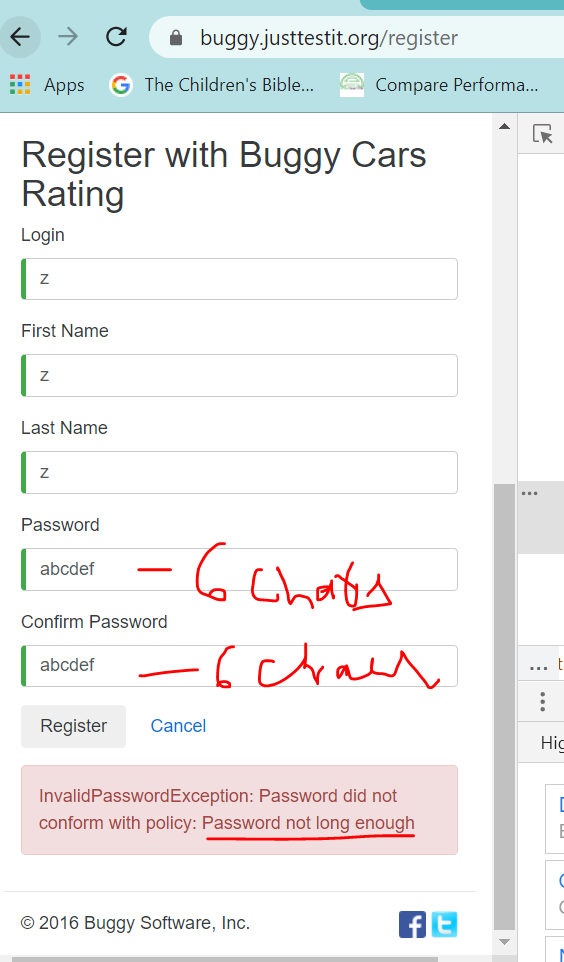 buggy.justtestit.org/register
Apps The Children's Bible... Compare Performa...
Register with Buggy Cars
Rating
Login
z
First Name
z
Last Name
z
Password
abcdef — 6 chars
Confirm Password
abcdef — 6 chars
Register Cancel
InvalidPasswordException: Password did not
conform with policy: Password not long enough
© 2016 Buggy Software, Inc.